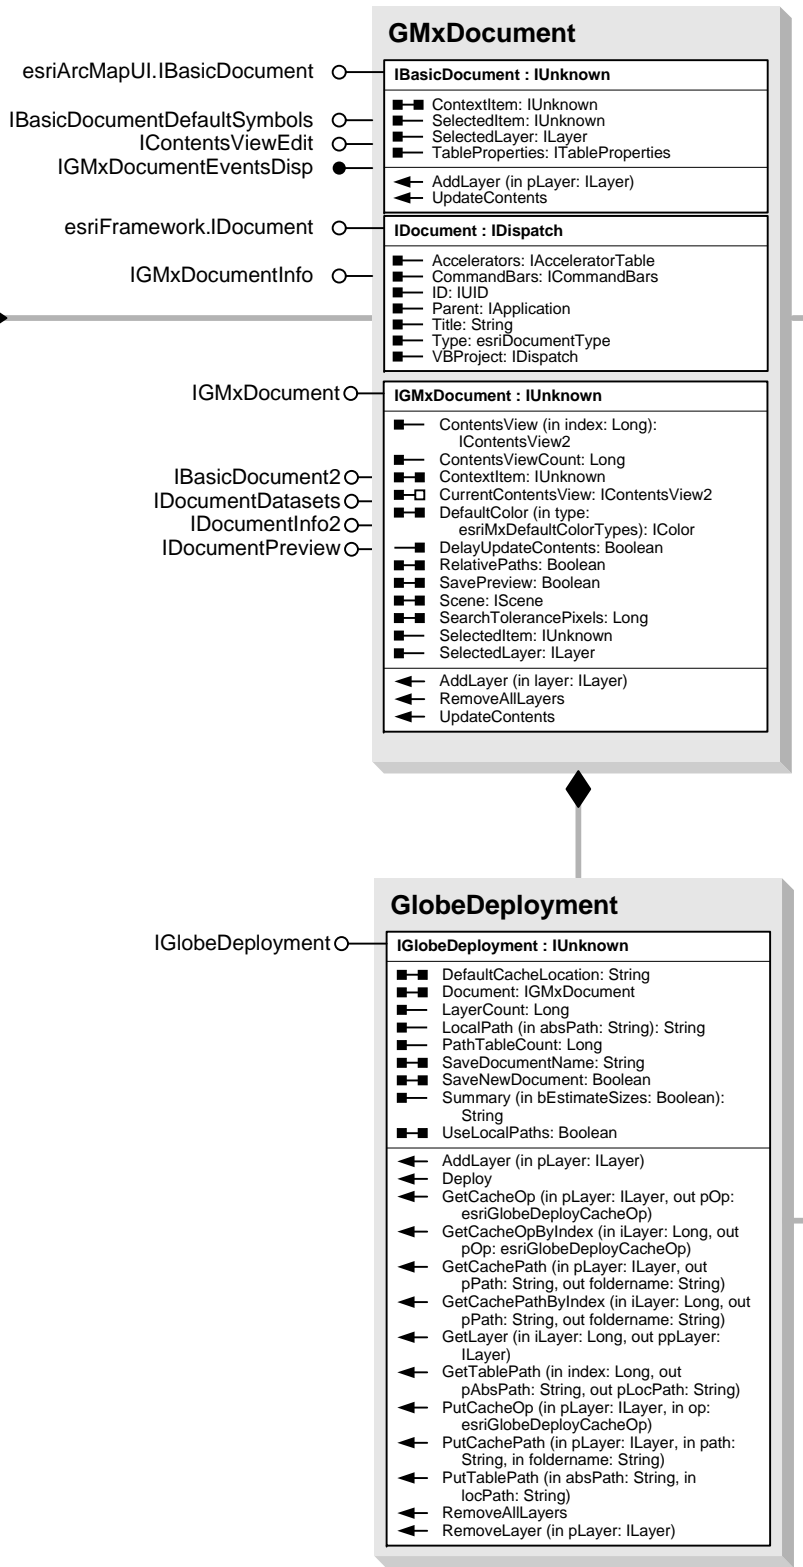 GMxDocument
esriArcMapUI.IBasicDocument
IBasicDocument : IUnknown
ContextItem: IUnknown
IBasicDocumentDefaultSymbols
SelectedItem: IUnknown
IContentsViewEdit
SelectedLayer: ILayer
TableProperties: ITableProperties
IGMxDocumentEventsDisp
AddLayer (in pLayer: ILayer)
UpdateContents
esriFramework.IDocument
IDocument : IDispatch
Accelerators: IAcceleratorTable
IGMxDocumentInfo
CommandBars: ICommandBars
ID: IUID
Parent: IApplication
Title: String
Type: esriDocumentType
VBProject: IDispatch
IGMxDocument
IGMxDocument : IUnknown
ContentsView (in index: Long):
IContentsView2
ContentsViewCount: Long
IBasicDocument2
ContextItem: IUnknown
IDocumentDatasets
CurrentContentsView: IContentsView2
DefaultColor (in type:
IDocumentInfo2
esriMxDefaultColorTypes): IColor
IDocumentPreview
DelayUpdateContents: Boolean
RelativePaths: Boolean
SavePreview: Boolean
Scene: IScene
SearchTolerancePixels: Long
SelectedItem: IUnknown
SelectedLayer: ILayer
AddLayer (in layer: ILayer)
RemoveAllLayers
UpdateContents
GlobeDeployment
IGlobeDeployment
IGlobeDeployment : IUnknown
DefaultCacheLocation: String
Document: IGMxDocument
LayerCount: Long
LocalPath (in absPath: String): String
PathTableCount: Long
SaveDocumentName: String
SaveNewDocument: Boolean
Summary (in bEstimateSizes: Boolean):
String
UseLocalPaths: Boolean
AddLayer (in pLayer: ILayer)
Deploy
GetCacheOp (in pLayer: ILayer, out pOp:
esriGlobeDeployCacheOp)
GetCacheOpByIndex (in iLayer: Long, out
pOp: esriGlobeDeployCacheOp)
GetCachePath (in pLayer: ILayer, out
pPath: String, out foldername: String)
GetCachePathByIndex (in iLayer: Long, out
pPath: String, out foldername: String)
GetLayer (in iLayer: Long, out ppLayer:
ILayer)
GetTablePath (in index: Long, out
pAbsPath: String, out pLocPath: String)
PutCacheOp (in pLayer: ILayer, in op:
esriGlobeDeployCacheOp)
PutCachePath (in pLayer: ILayer, in path:
String, in foldername: String)
PutTablePath (in absPath: String, in
locPath: String)
RemoveAllLayers
RemoveLayer (in pLayer: ILayer)